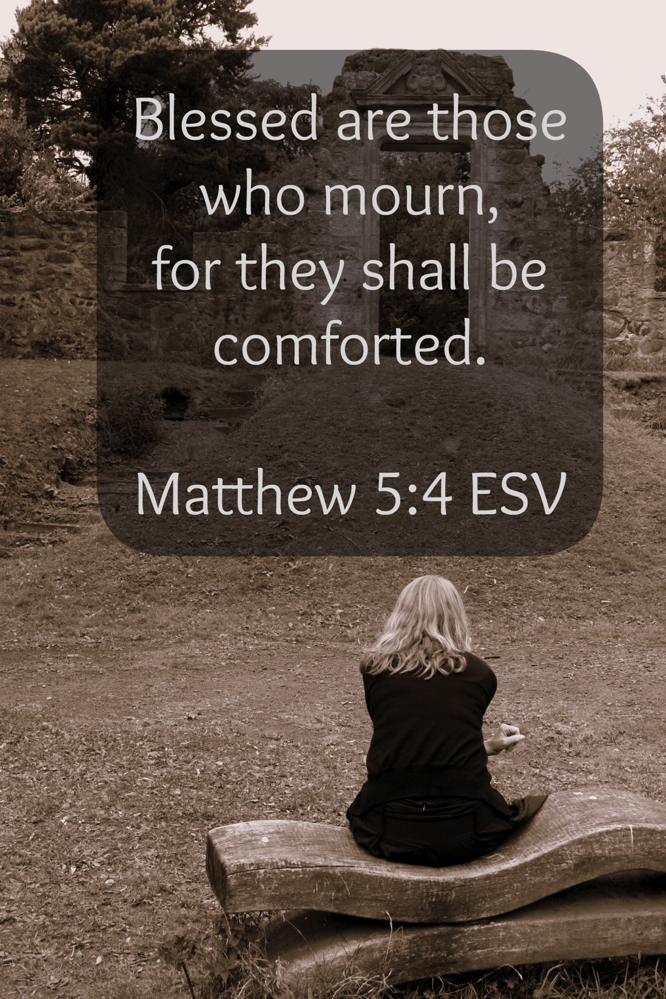 Blessed are those
who mourn,
for they shall be
comforted.
Matthew 5:4 ESV